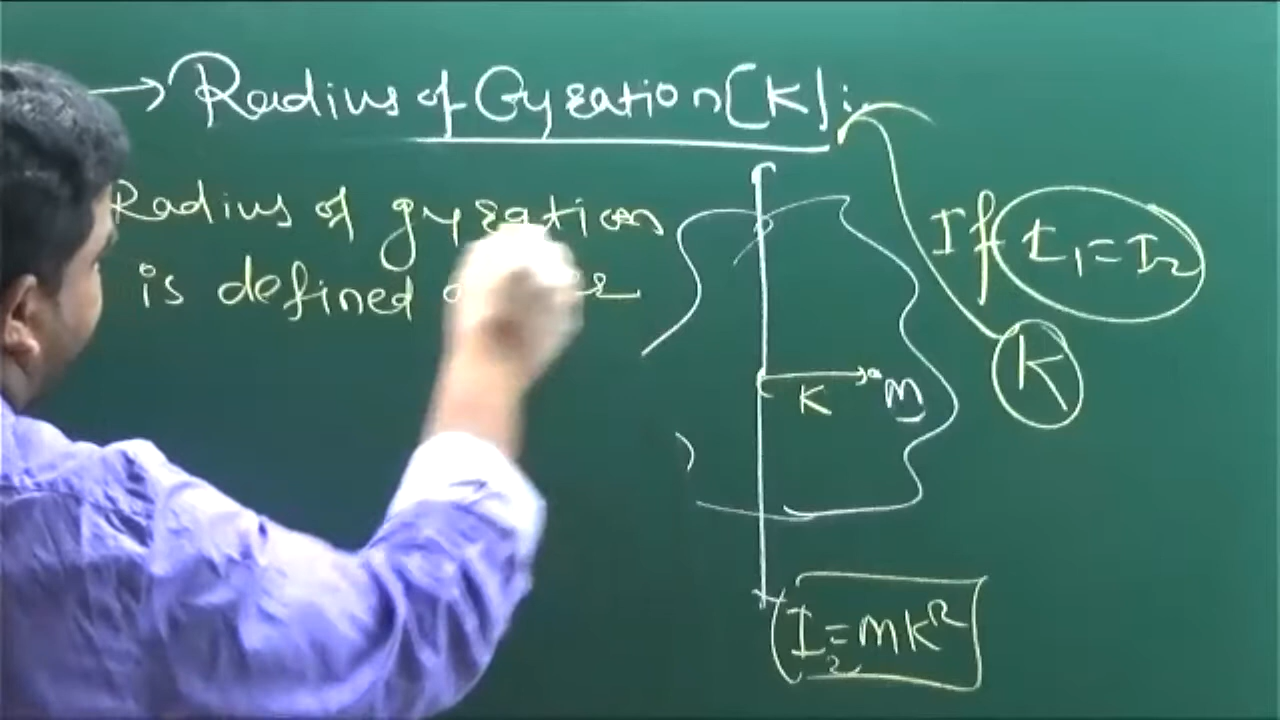 → Radius of Gyration [K]:
Radius of gyration
is defined
If I₁ = I₂
K
K M
I₂ = MK²